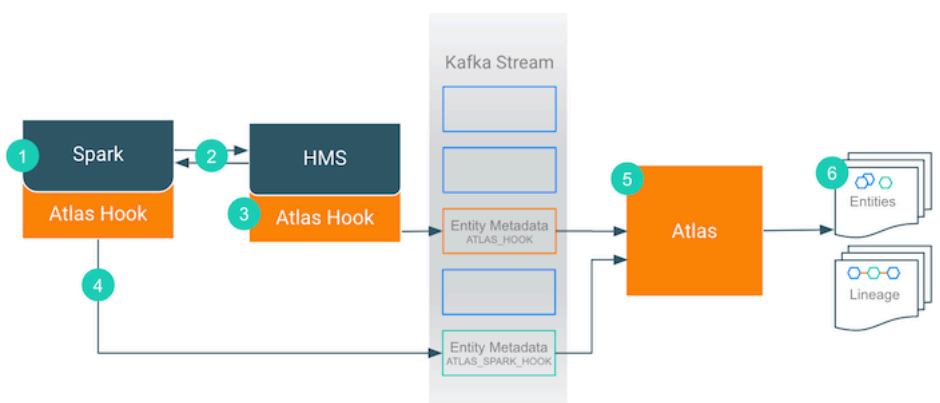 Kafka Stream
1
Spark
Atlas Hook
2
HMS
3
Atlas Hook
4
Entity Metadata
ATLAS_HOOK
Entity Metadata
ATLAS_SPARK_HOOK
5
Atlas
6
Entities
Lineage